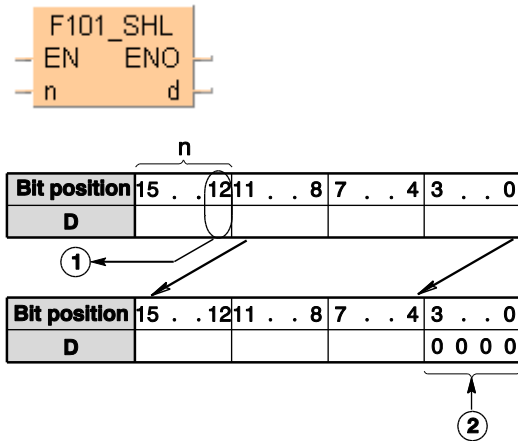 F101_SHL
EN ENO
n d
n
Bit position 15 . . 12 11 . . 8 7 . . 4 3 . . 0
D
1
Bit position 15 . . 12 11 . . 8 7 . . 4 3 . . 0
D 0 0 0 0
2